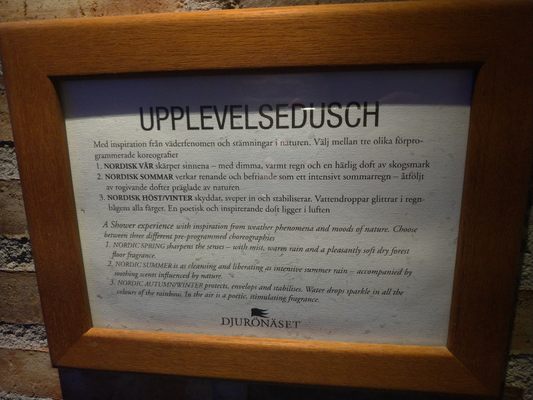 UPPLEVELSEDUSCH
Med inspiration från väderfenomen och stämningar i naturen. Välj mellan tre olika förpro-
grammerade koreografier
1. NORDISK VÅR skärper sinnena – med dimma, varmt regn och en härlig doft av skogsmark
2. NORDISK SOMMAR verkar renande och befriande som ett intensivt sommarregn – åtföljt
av rogivande dofter präglade av naturen
3. NORDISK HÖST/VINTER skyddar, sveper in och stabiliserar. Vattendroppar glittrar i regn-
bågens alla färger. En poetisk och inspirerande doft ligger i luften
A Shower experience with inspiration from weather phenomena and moods of nature. Choose
between three different pre-programmed choreographies
1. NORDIC SPRING sharpens the senses – with mist, warm rain and a pleasantly soft dry forest
floor fragrance.
2. NORDIC SUMMER is as cleansing and liberating as intensive summer rain – accompanied by
soothing scents influenced by nature.
3. NORDIC AUTUMN/WINTER protects, envelops and stabilises. Water drops sparkle in all the
colours of the rainbow. In the air is a poetic, stimulating fragrance.
DJURÖNÄSET